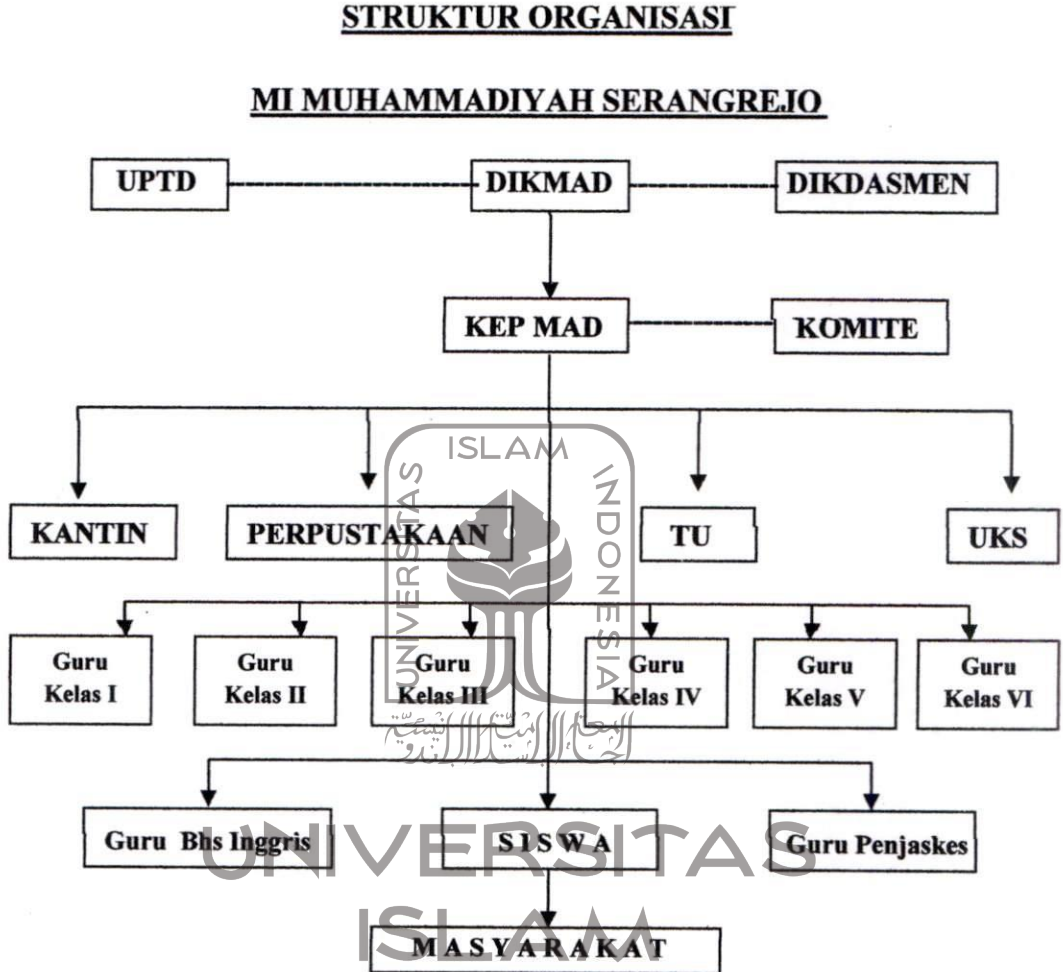 STRUKTUR ORGANISASI
MI MUHAMMADIYAH SERANGREJO
UPTD
DIKMAD
DIKDASMEN
KEP MAD
KOMITE
KANTIN
PERPUSTAKAAN
TU
UKS
Guru
Kelas I
Guru
Kelas II
Guru
Kelas III
Guru
Kelas IV
Guru
Kelas V
Guru
Kelas VI
Guru Bhs Inggris
S I S W A
Guru Penjaskes
M A S Y A R A K A T
UNIVERSITAS
ISLAM
INDONESIA
UNIVERSITAS
ISLAM